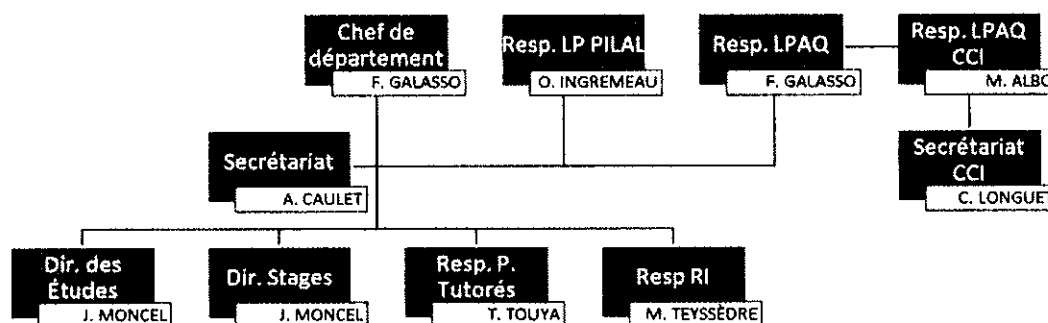 Chef de
département
F. GALASSO
Resp. LP PILAL
O. INGREMEAU
Resp. LPAQ
F. GALASSO
Resp. LPAQ
CCI
M. ALBO
Secrétariat
A. CAULET
Secrétariat
CCI
C. LONGUET
Dir. des
Études
J. MONCEL
Dir. Stages
J. MONCEL
Resp. P.
Tutorés
T. TOUYA
Resp RI
M. TEYSSÈDRE